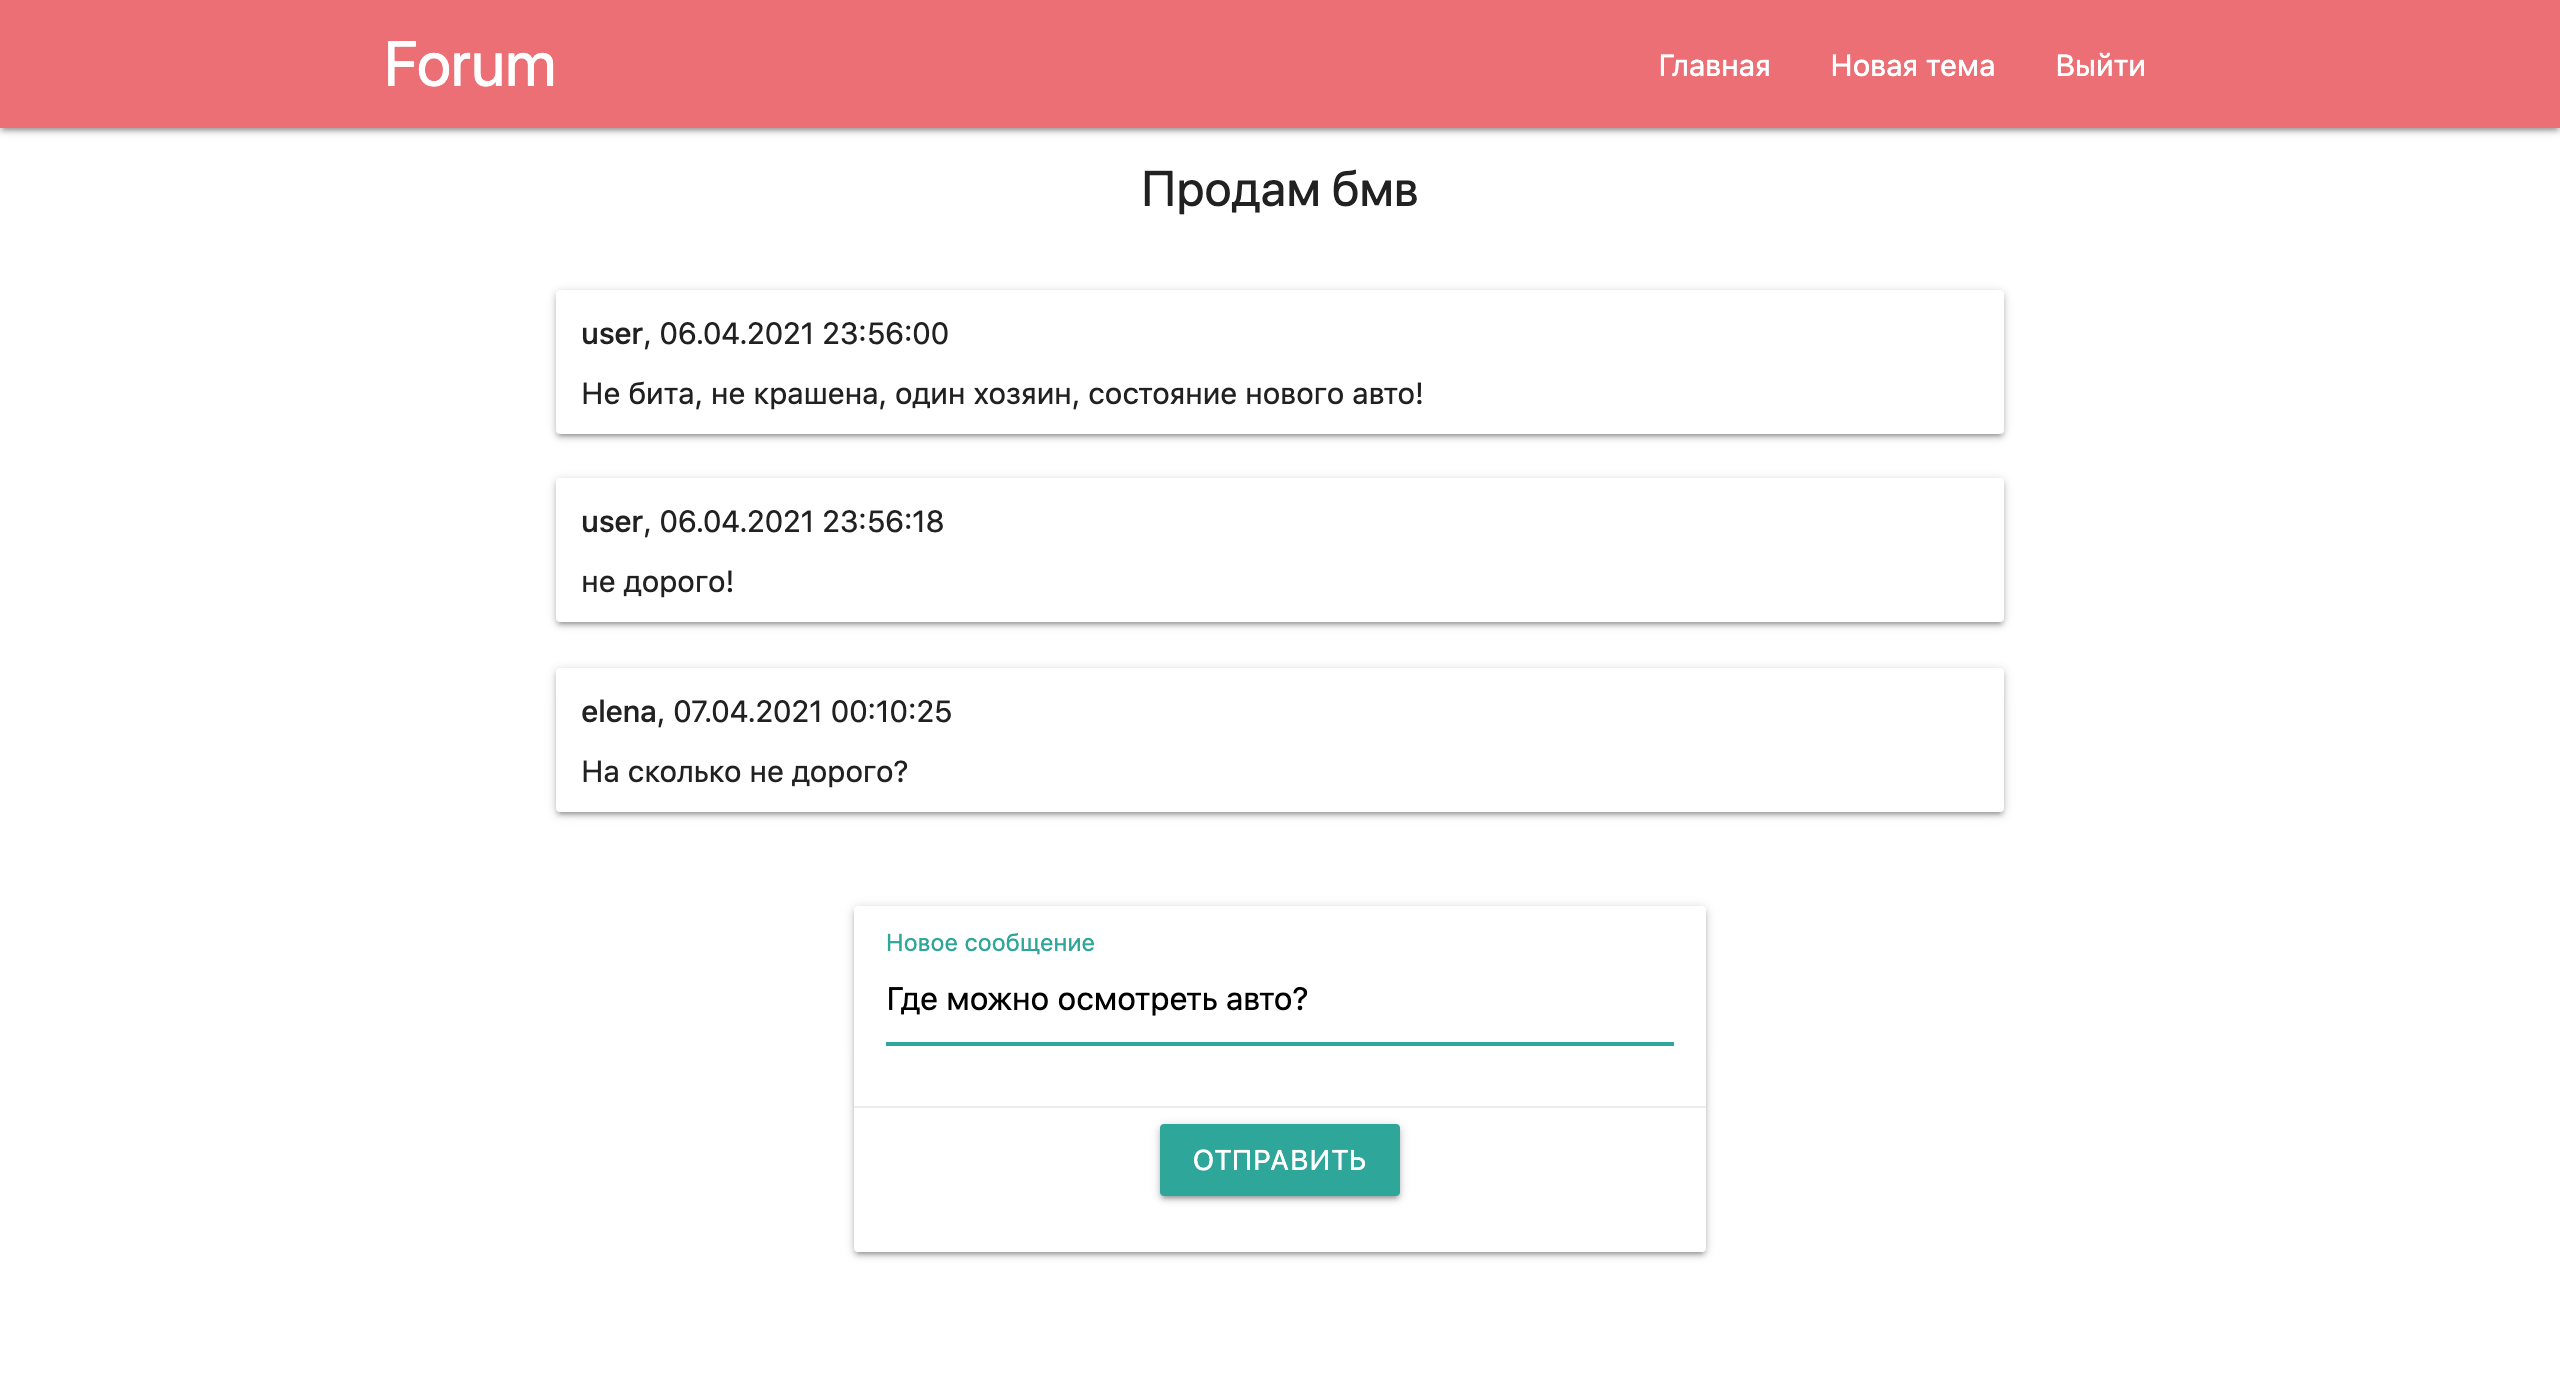 Forum
Главная Новая тема Выйти
Продам бмв
user, 06.04.2021 23:56:00
Не бита, не крашена, один хозяин, состояние нового авто!
user, 06.04.2021 23:56:18
не дорого!
elena, 07.04.2021 00:10:25
На сколько не дорого?
Новое сообщение
Где можно осмотреть авто?
ОТПРАВИТЬ